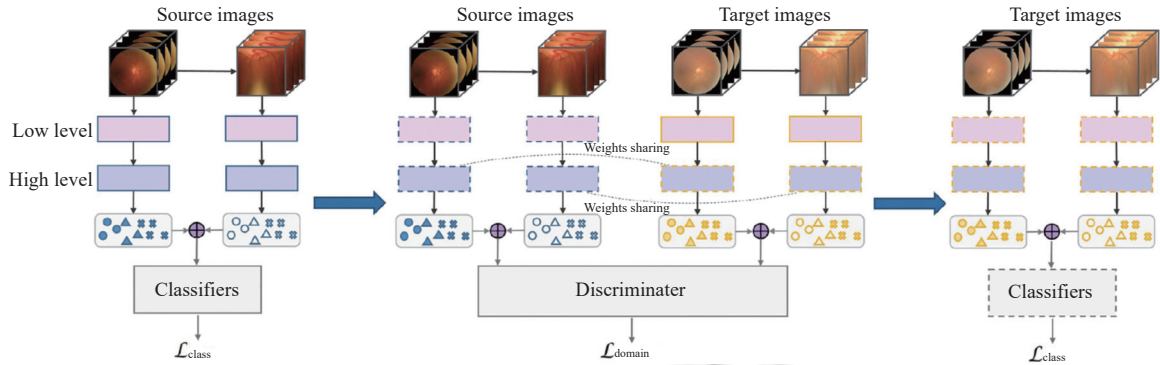 Source images
Source images
Target images
Target images
Low level
High level
Weights sharing
Weights sharing
Classifiers
Discriminater
Classifiers
ℒclass
ℒdomain
ℒclass